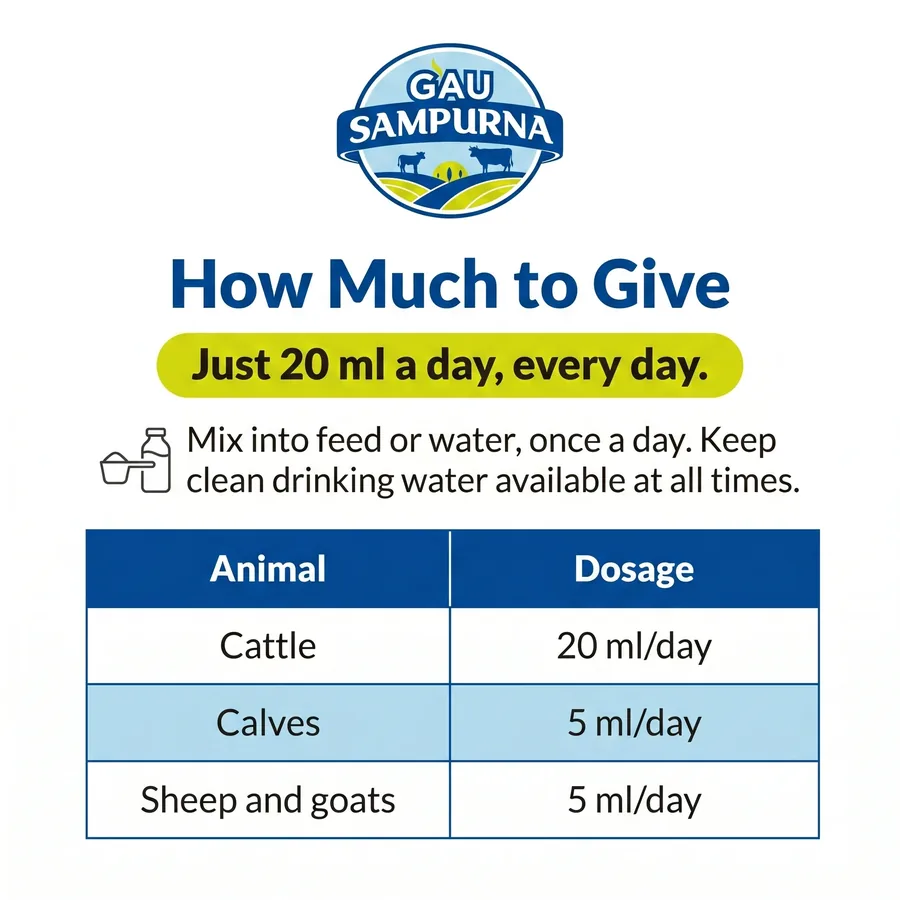 GAU
SAMPURNA
How Much to Give
Just 20 ml a day, every day.
Mix into feed or water, once a day. Keep
clean drinking water available at all times.
Animal Dosage
Cattle 20 ml/day
Calves 5 ml/day
Sheep and goats 5 ml/day